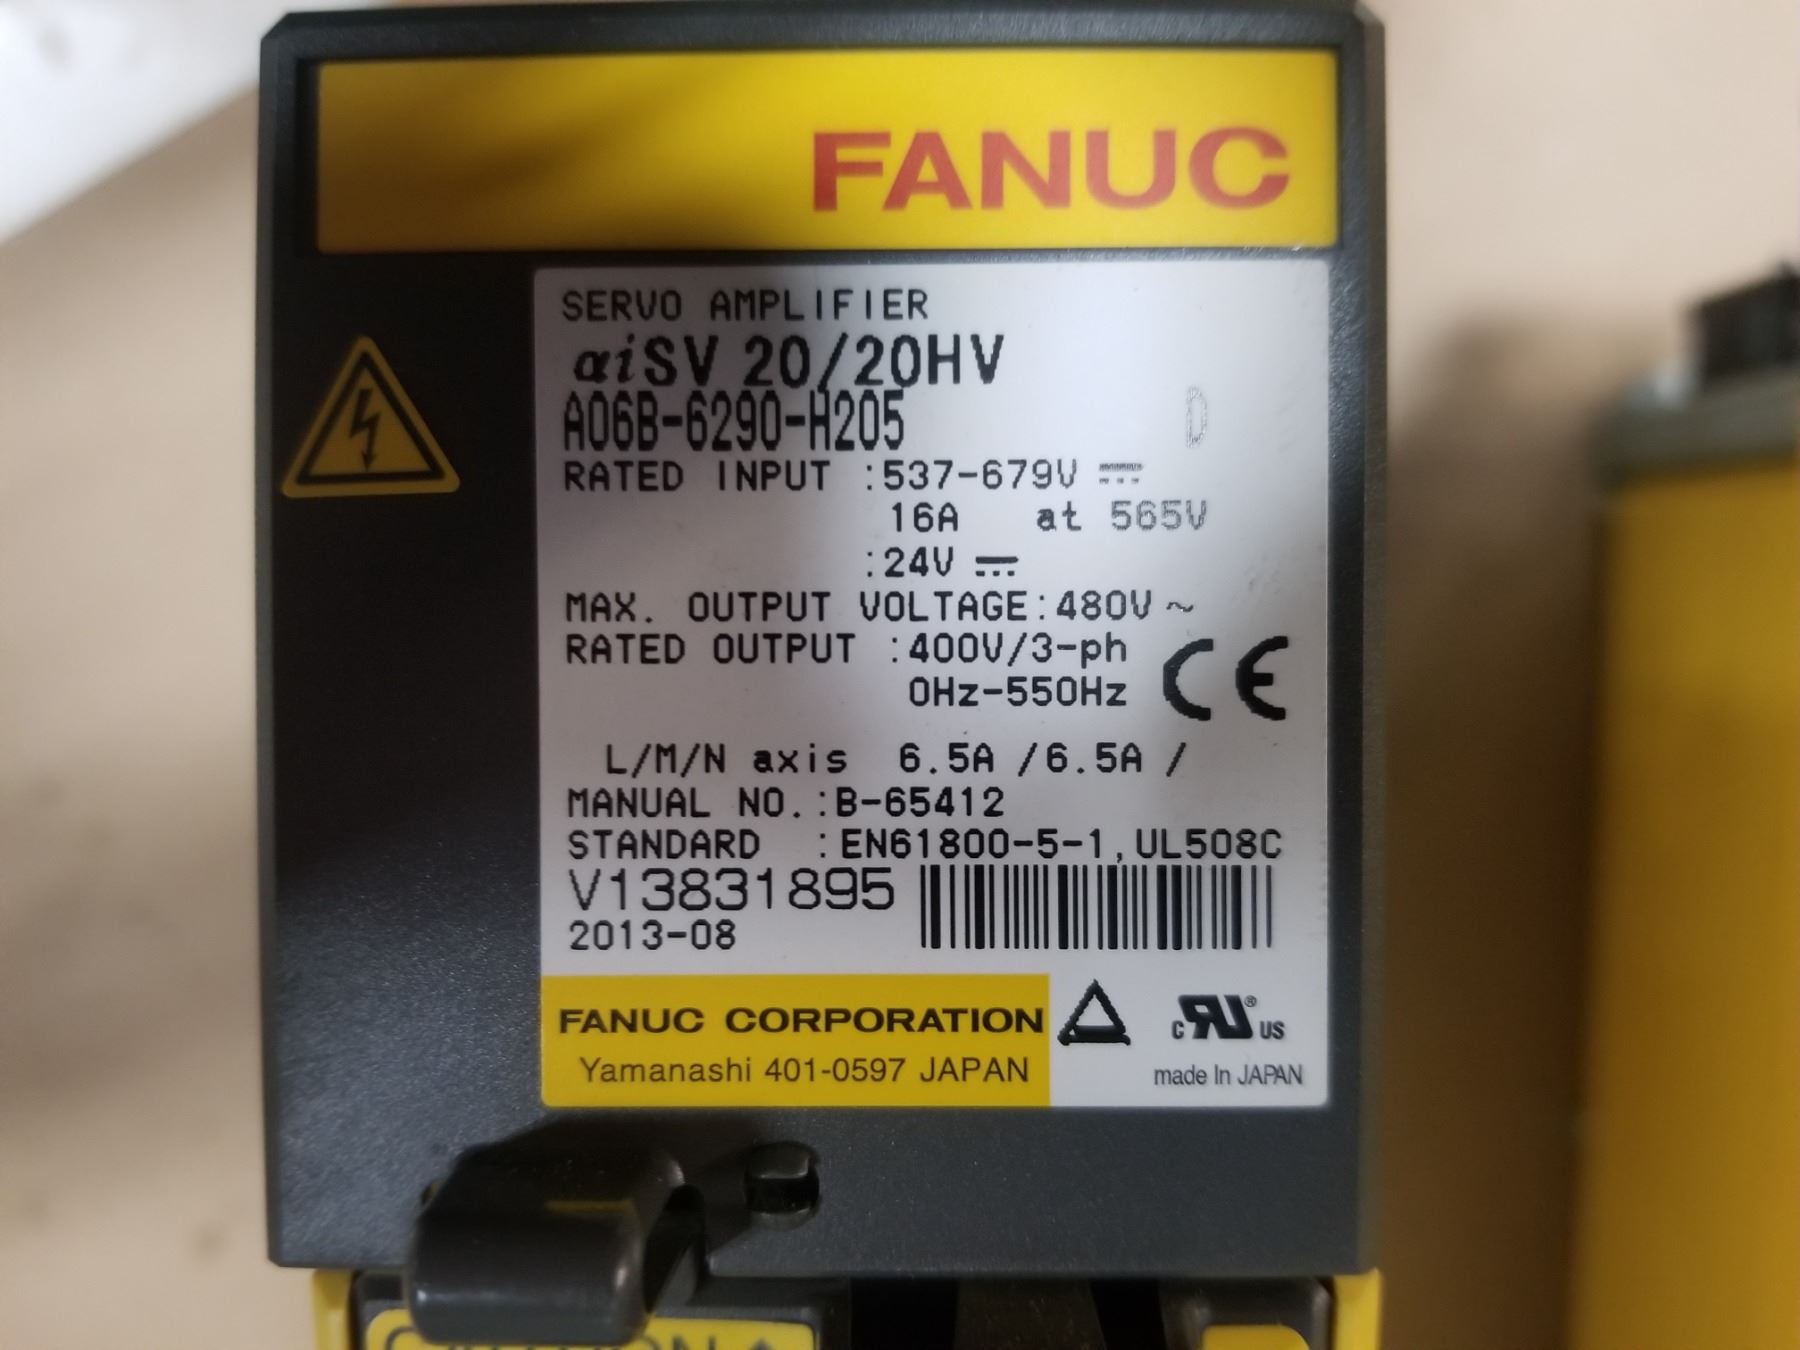 FANUC
SERVO AMPLIFIER
αiSV 20/20HV
A06B-6290-H205 D
RATED INPUT :537-679V ⎓
16A at 565V
:24V ⎓
MAX. OUTPUT VOLTAGE:480V ~
RATED OUTPUT :400V/3-ph
0Hz-550Hz
CE
L/M/N axis 6.5A /6.5A /
MANUAL NO.:B-65412
STANDARD :EN61800-5-1,UL508C
V13831895
2013-08
FANUC CORPORATION
Yamanashi 401-0597 JAPAN
c RU ® US
made In JAPAN